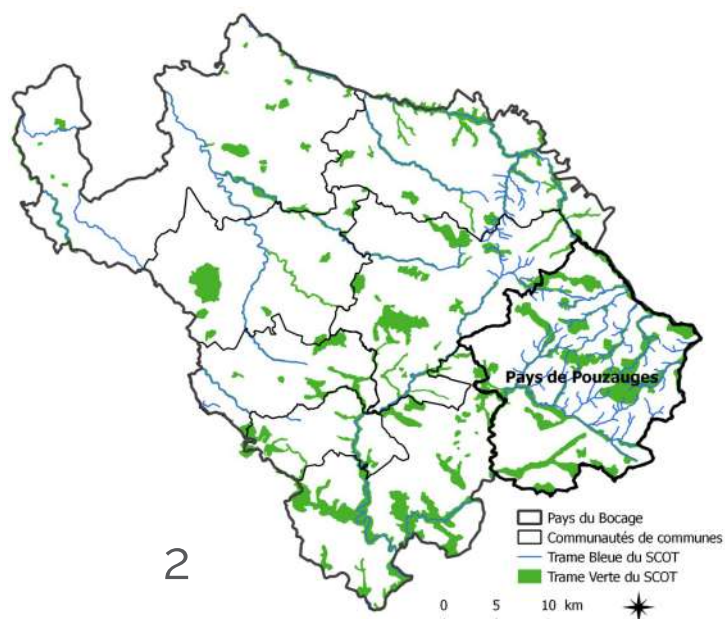 Pays de Pouzauges
Pays du Bocage
Communautés de communes
Trame Bleue du SCOT
Trame Verte du SCOT
2
0 5 10 km